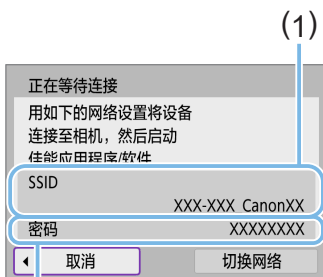 (1)
正在等待连接
用如下的网络设置将设备
连接至相机，然后启动
佳能应用程序/软件
SSID
XXX-XXX CanonXX
密码 XXXXXXXX
取消 切换网络